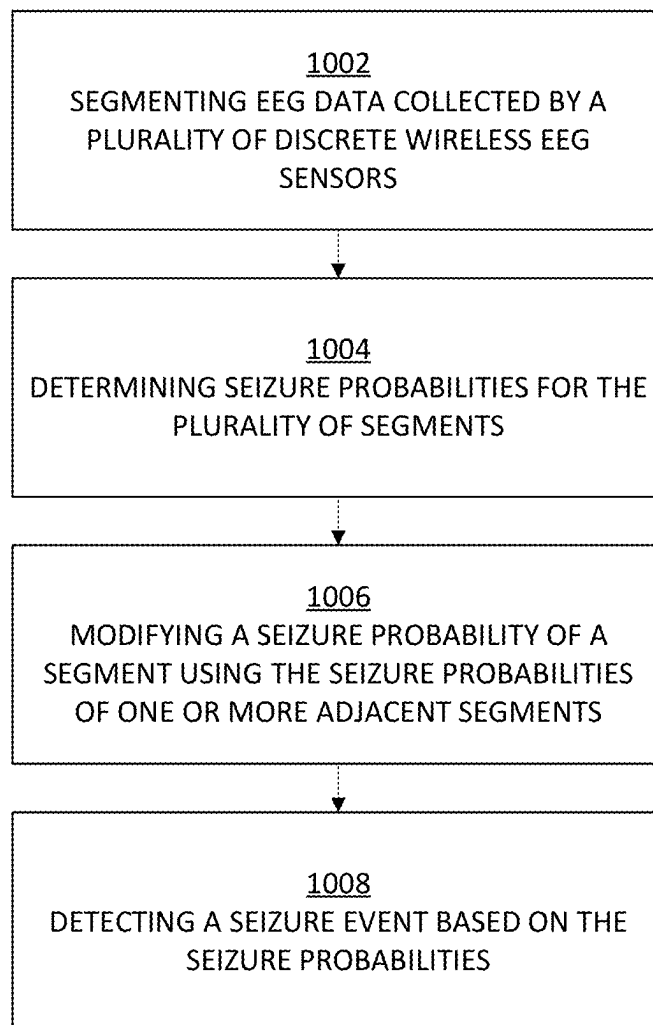 1002
SEGMENTING EEG DATA COLLECTED BY A
PLURALITY OF DISCRETE WIRELESS EEG
SENSORS
1004
DETERMINING SEIZURE PROBABILITIES FOR THE
PLURALITY OF SEGMENTS
1006
MODIFYING A SEIZURE PROBABILITY OF A
SEGMENT USING THE SEIZURE PROBABILITIES
OF ONE OR MORE ADJACENT SEGMENTS
1008
DETECTING A SEIZURE EVENT BASED ON THE
SEIZURE PROBABILITIES